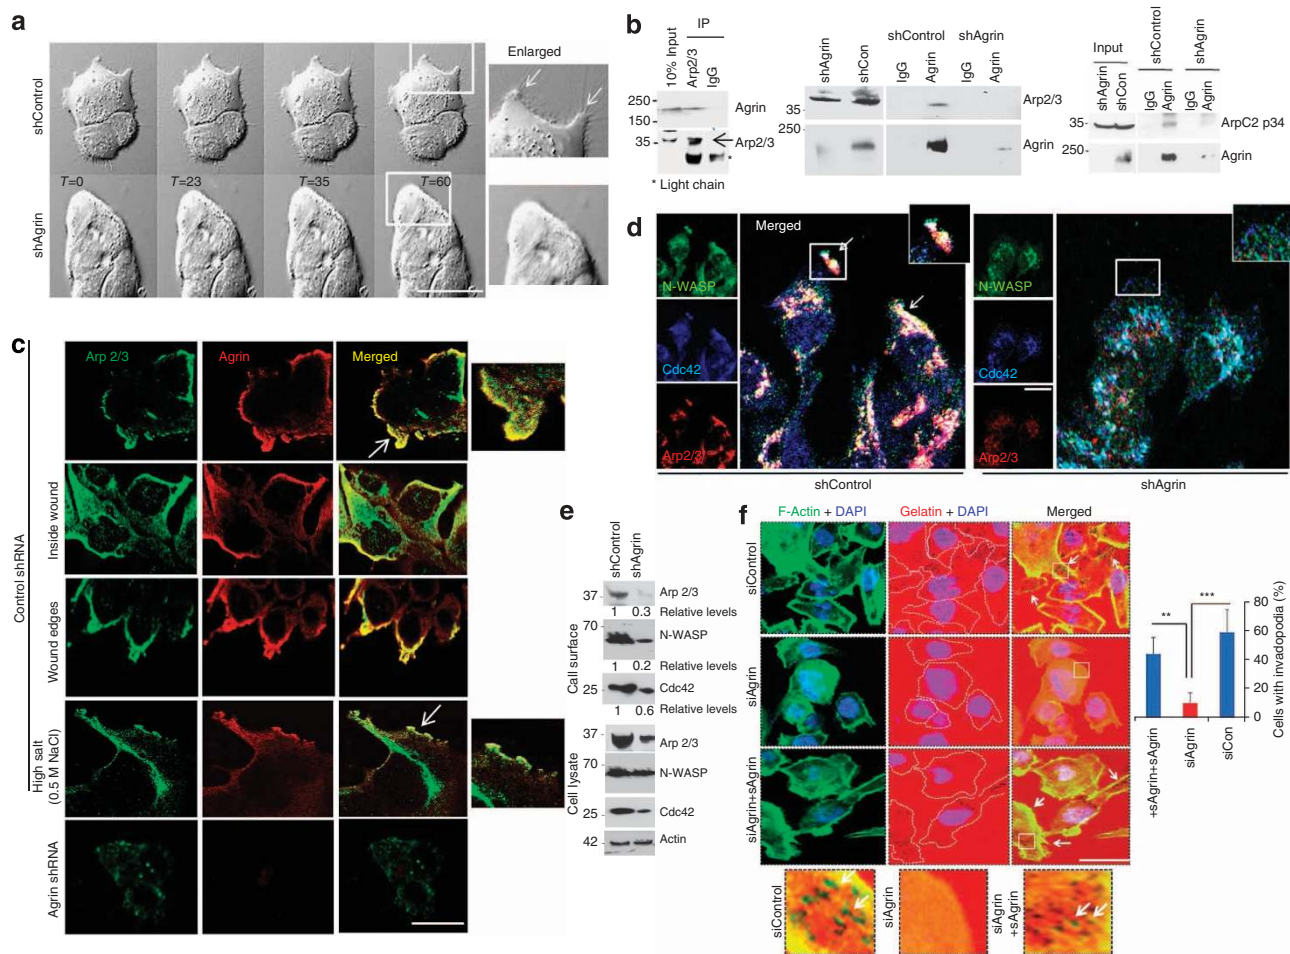 a
Enlarged
shControl
T=0
T=23
T=35
T=60
shAgrin
b
IP
10% Input
Arp2/3
IgG
250
150
35
Agrin
Arp2/3
*
* Light chain
shControl
shAgrin
shAgrin
shCon
IgG
Agrin
IgG
Agrin
35
250
Arp2/3
Agrin
Input
shControl
shAgrin
shAgrin
shCon
IgG
Agrin
IgG
Agrin
35
250
ArpC2 p34
Agrin
c
Control shRNA
Arp 2/3
Agrin
Merged
Inside wound
Wound edges
High salt
(0.5 M NaCl)
Agrin shRNA
d
Merged
N-WASP
Cdc42
Arp2/3
N-WASP
Cdc42
Arp2/3
shControl
shAgrin
e
shControl
shAgrin
Call surface
37
Arp 2/3
1 0.3 Relative levels
70
N-WASP
1 0.2 Relative levels
25
Cdc42
1 0.6 Relative levels
Cell lysate
37
Arp 2/3
70
N-WASP
25
Cdc42
42
Actin
f
F-Actin + DAPI
Gelatin + DAPI
Merged
siControl
siAgrin
siAgrin+sAgrin
siControl
siAgrin
siAgrin
+sAgrin
**
***
80
60
40
20
0
Cells with invadopodia (%)
+sAgrin+sAgrin
siAgrin
siCon